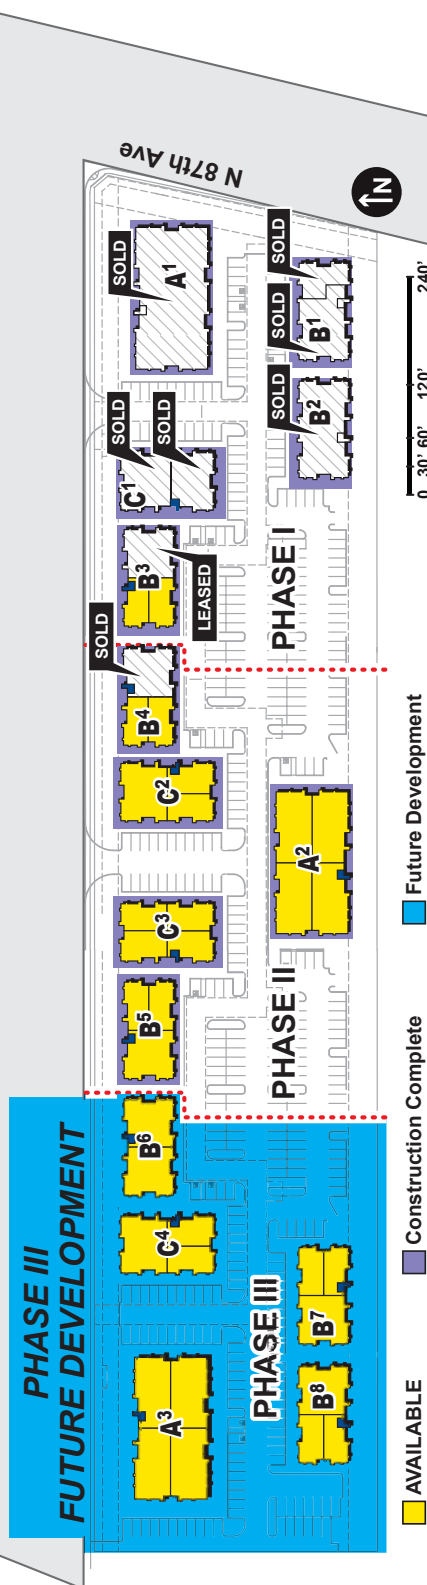 PHASE III
FUTURE DEVELOPMENT
A3
C4
B6
B5
C3
C2
B4
SOLD
B3
LEASED
C1
SOLD
SOLD
A1
SOLD
N 87th Ave
PHASE III
B8
B7
PHASE II
A2
PHASE I
B2
SOLD
B1
SOLD
SOLD
N
0 30' 60' 120' 240'
AVAILABLE
Construction Complete
Future Development